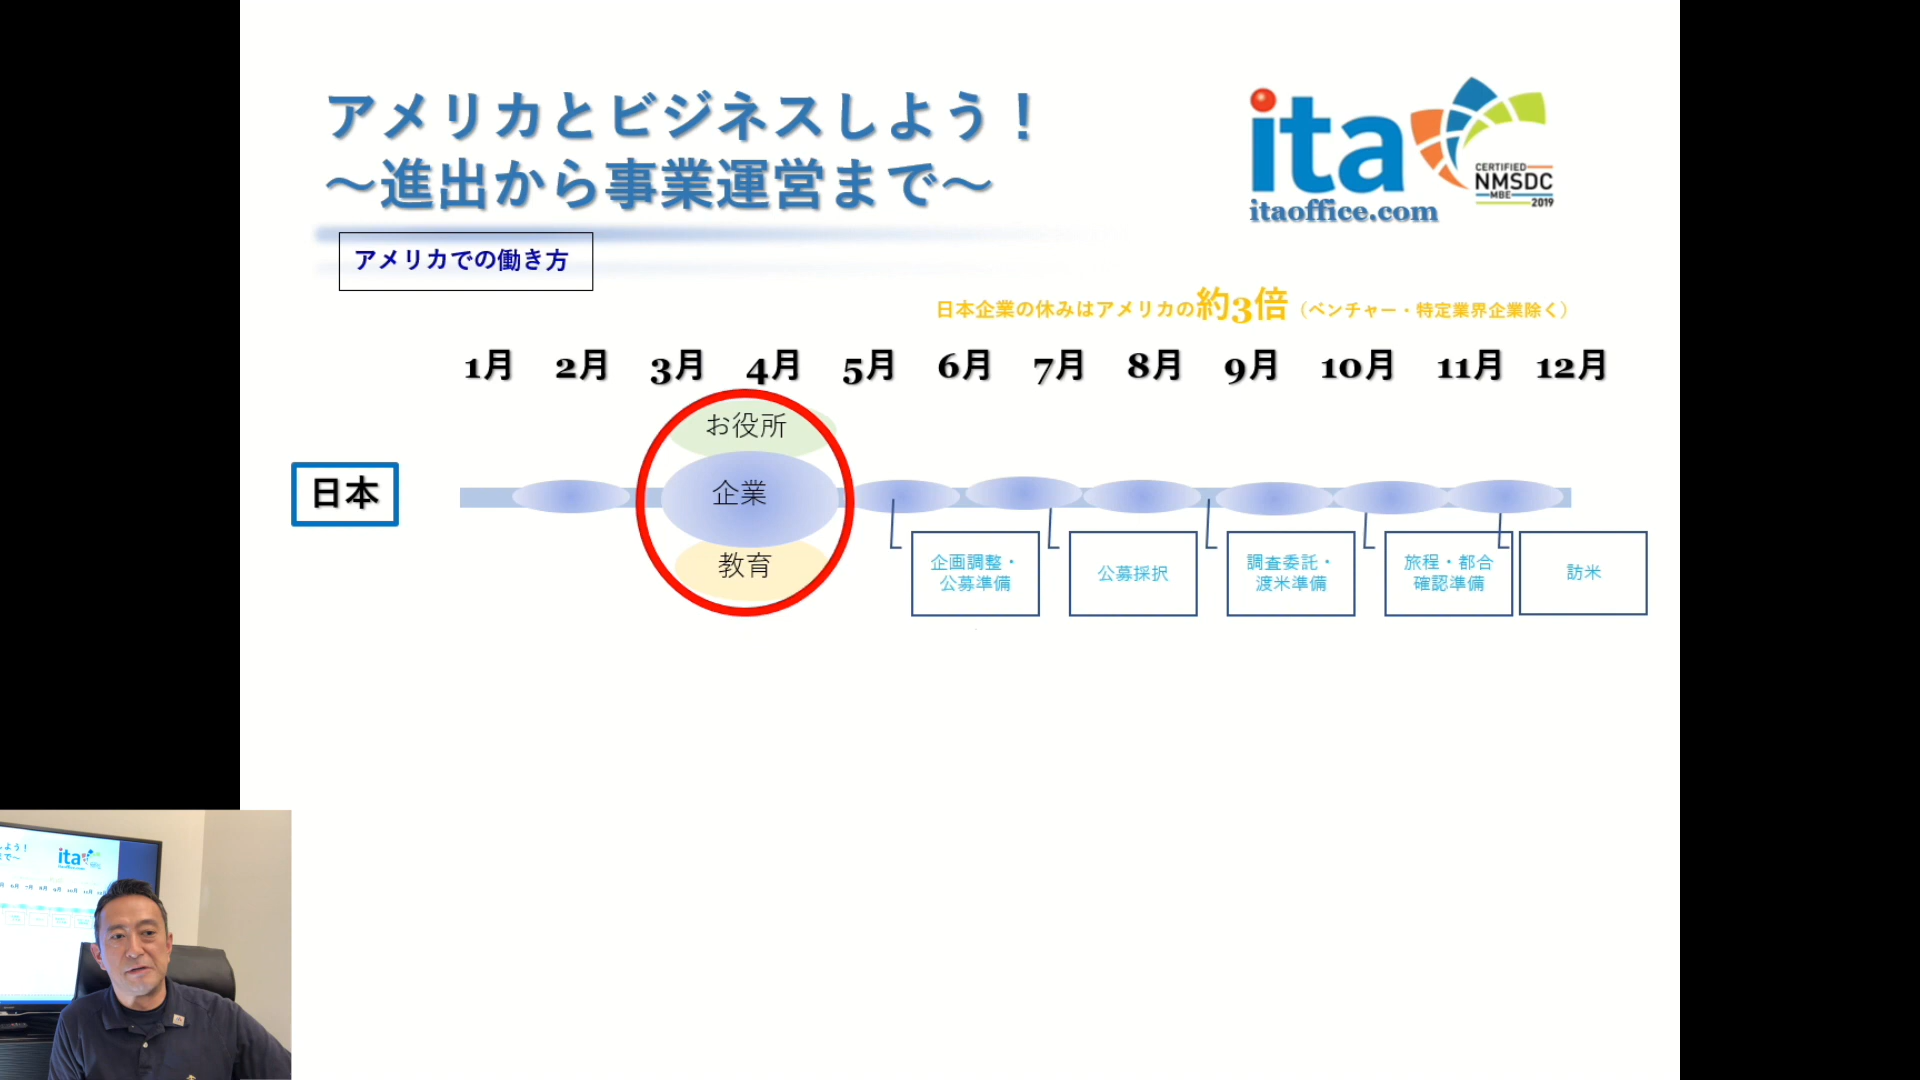 アメリカとビジネスしよう！
～進出から事業運営まで～
ita
CERTIFIED
NMSDC
MBE
2019
itaoffice.com
アメリカでの働き方
日本企業の休みはアメリカの約3倍（ベンチャー・特定業界企業除く）
1月 2月 3月 4月 5月 6月 7月 8月 9月 10月 11月 12月
お役所
日本
企業
教育
企画調整・
公募準備
公募採択
調査委託・
渡米準備
旅程・都合
確認準備
訪米
しよう！
ita